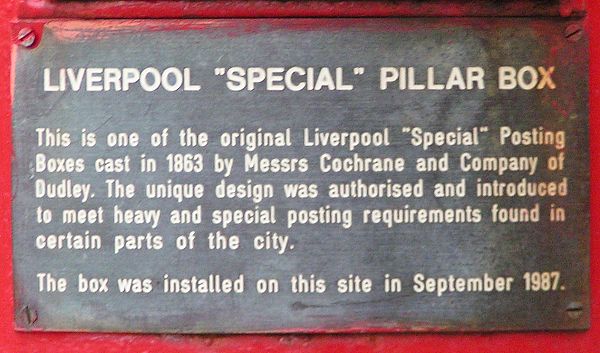 LIVERPOOL "SPECIAL" PILLAR BOX
This is one of the original Liverpool "Special" Posting
Boxes cast in 1863 by Messrs Cochrane and Company of
Dudley. The unique design was authorised and introduced
to meet heavy and special posting requirements found in
certain parts of the city.
The box was installed on this site in September 1987.